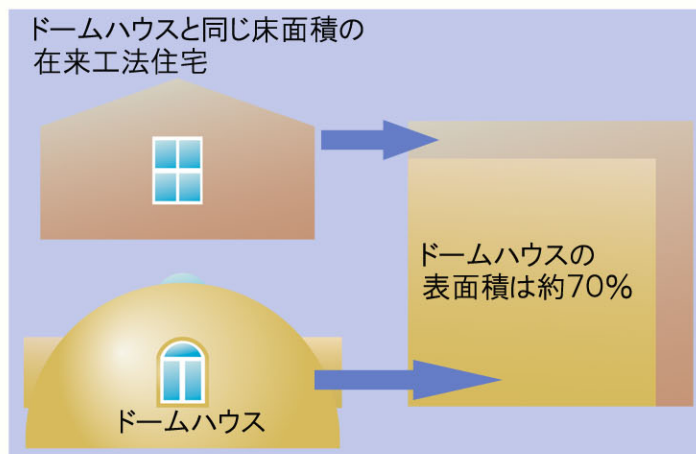 ドームハウスと同じ床面積の
在来工法住宅
ドームハウスの
表面積は約70%
ドームハウス